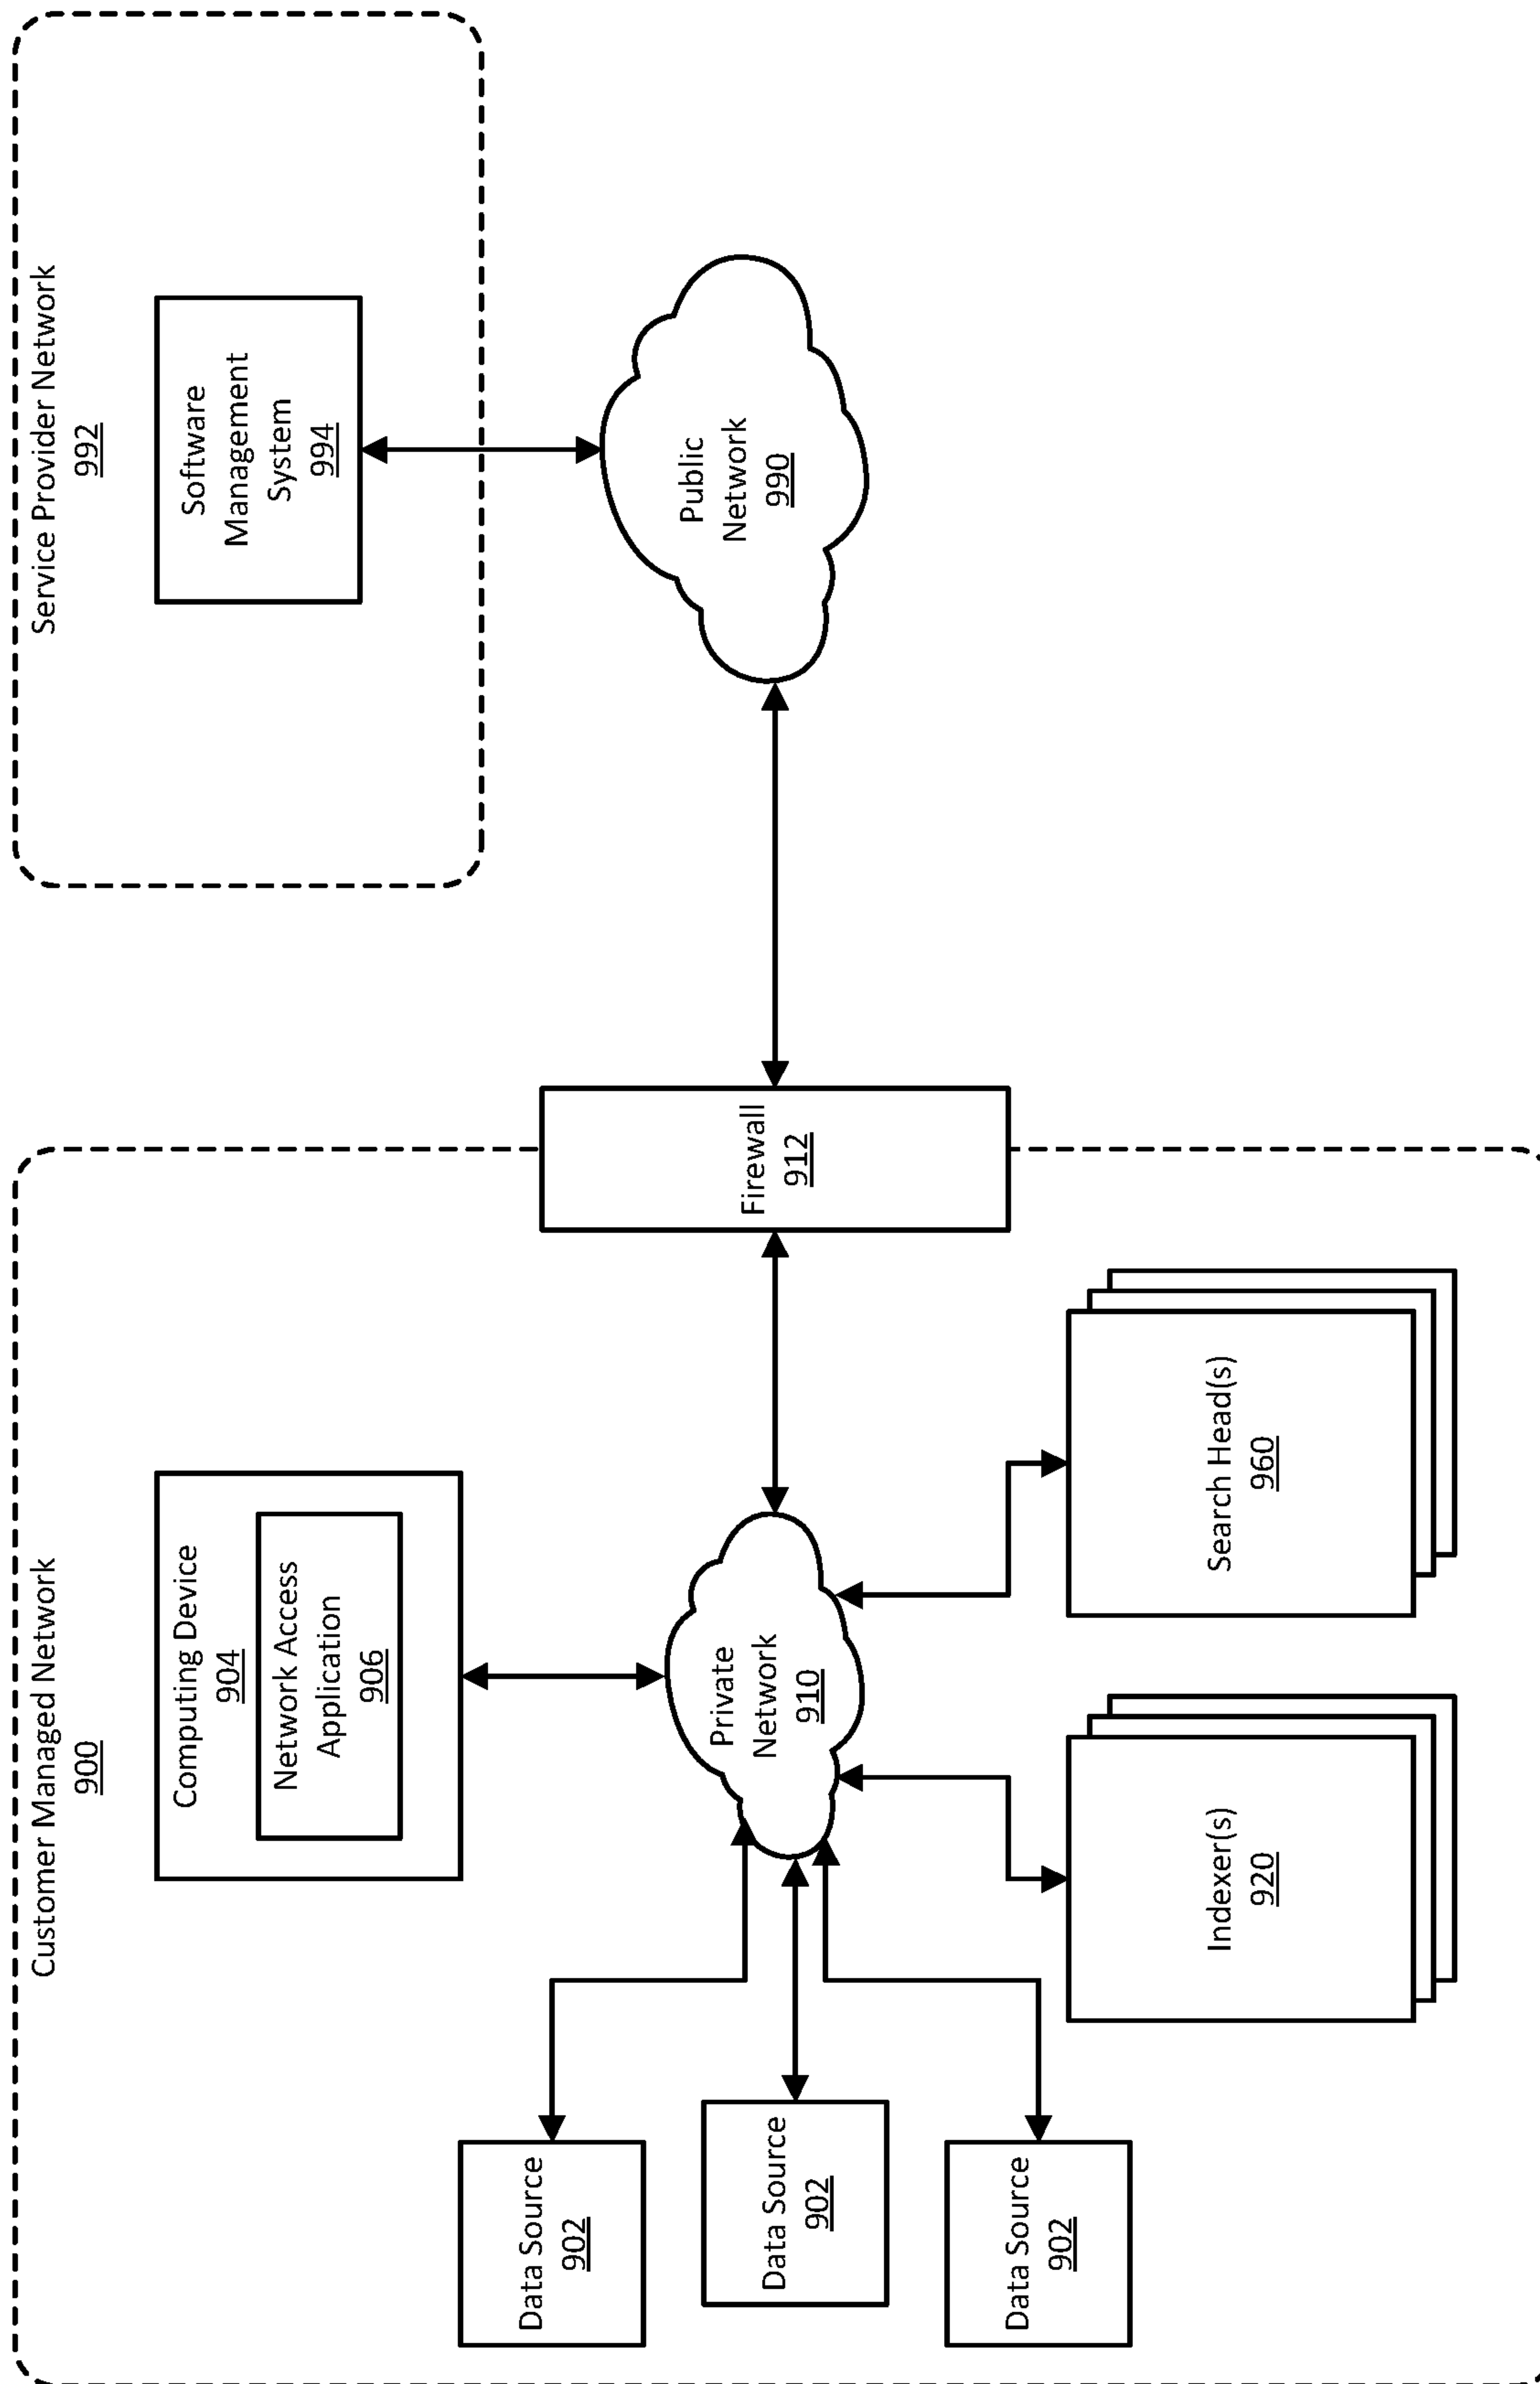 Customer Managed Network
900
Computing Device
904
Network Access
Application
906
Data Source
902
Data Source
902
Data Source
902
Private
Network
910
Indexer(s)
920
Search Head(s)
960
Firewall
912
Service Provider Network
992
Software
Management
System
994
Public
Network
990